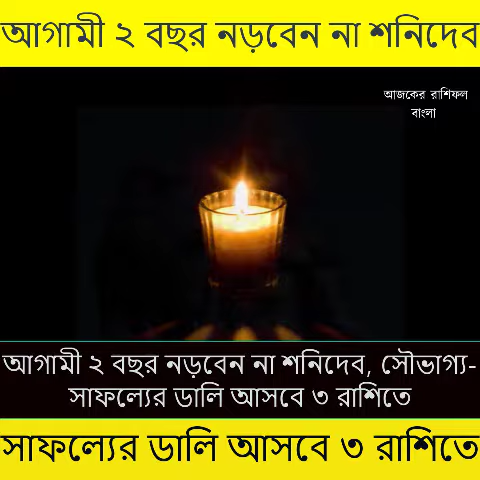 আগামী ২ বছর নড়বেন না শনিদেব
আজকের রাশিফল
বাংলা
আগামী ২ বছর নড়বেন না শনিদেব, সৌভাগ্য-
সাফল্যের ডালি আসবে ৩ রাশিতে
সাফল্যের ডালি আসবে ৩ রাশিতে